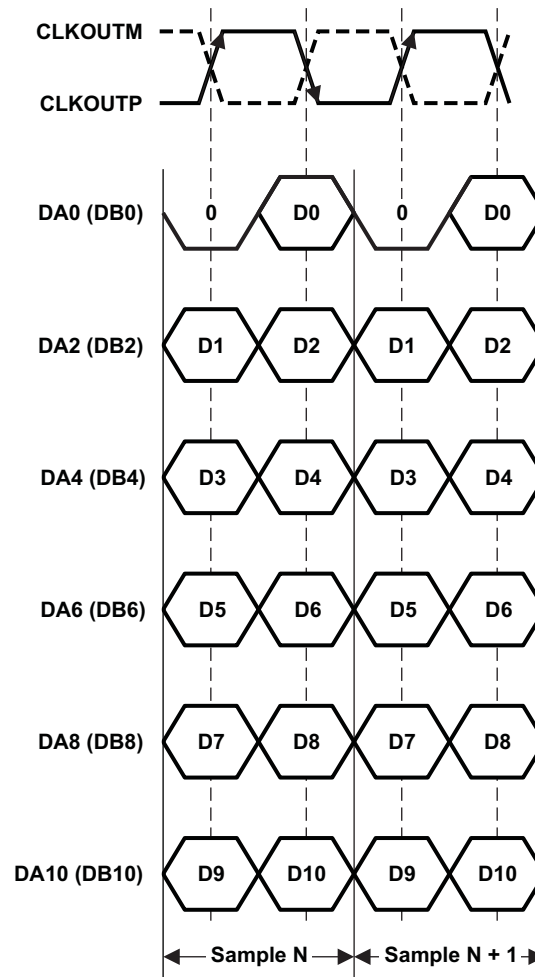 CLKOUTM
CLKOUTP
DA0 (DB0) 0 D0 0 D0
DA2 (DB2) D1 D2 D1 D2
DA4 (DB4) D3 D4 D3 D4
DA6 (DB6) D5 D6 D5 D6
DA8 (DB8) D7 D8 D7 D8
DA10 (DB10) D9 D10 D9 D10
Sample N Sample N + 1